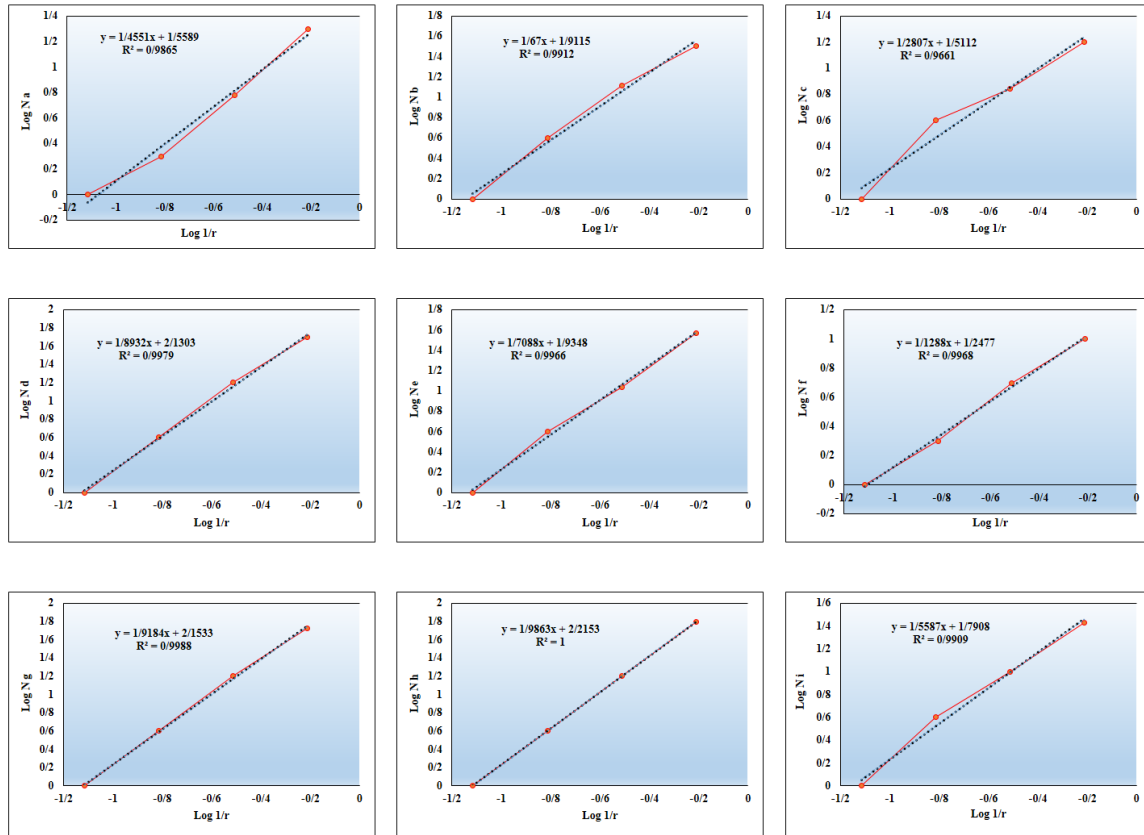 1/4
1/2
1
0/8
0/6
0/4
0/2
0
-0/2
Log N a
y = 1/4551x + 1/5589
R² = 0/9865
-1/2 -1 -0/8 -0/6 -0/4 -0/2 0
Log 1/r
1/8
1/6
1/4
1/2
1
0/8
0/6
0/4
0/2
0
Log N b
y = 1/67x + 1/9115
R² = 0/9912
-1/2 -1 -0/8 -0/6 -0/4 -0/2 0
Log 1/r
1/4
1/2
1
0/8
0/6
0/4
0/2
0
Log N c
y = 1/2807x + 1/5112
R² = 0/9661
-1/2 -1 -0/8 -0/6 -0/4 -0/2 0
Log 1/r
2
1/8
1/6
1/4
1/2
1
0/8
0/6
0/4
0/2
0
Log N d
y = 1/8932x + 2/1303
R² = 0/9979
-1/2 -1 -0/8 -0/6 -0/4 -0/2 0
Log 1/r
1/8
1/6
1/4
1/2
1
0/8
0/6
0/4
0/2
0
Log N e
y = 1/7088x + 1/9348
R² = 0/9966
-1/2 -1 -0/8 -0/6 -0/4 -0/2 0
Log 1/r
1/2
1
0/8
0/6
0/4
0/2
0
-0/2
Log N f
y = 1/1288x + 1/2477
R² = 0/9968
-1/2 -1 -0/8 -0/6 -0/4 -0/2 0
Log 1/r
2
1/8
1/6
1/4
1/2
1
0/8
0/6
0/4
0/2
0
Log N g
y = 1/9184x + 2/1533
R² = 0/9988
-1/2 -1 -0/8 -0/6 -0/4 -0/2 0
Log 1/r
2
1/8
1/6
1/4
1/2
1
0/8
0/6
0/4
0/2
0
Log N h
y = 1/9863x + 2/2153
R² = 1
-1/2 -1 -0/8 -0/6 -0/4 -0/2 0
Log 1/r
1/6
1/4
1/2
1
0/8
0/6
0/4
0/2
0
Log N i
y = 1/5587x + 1/7908
R² = 0/9909
-1/2 -1 -0/8 -0/6 -0/4 -0/2 0
Log 1/r